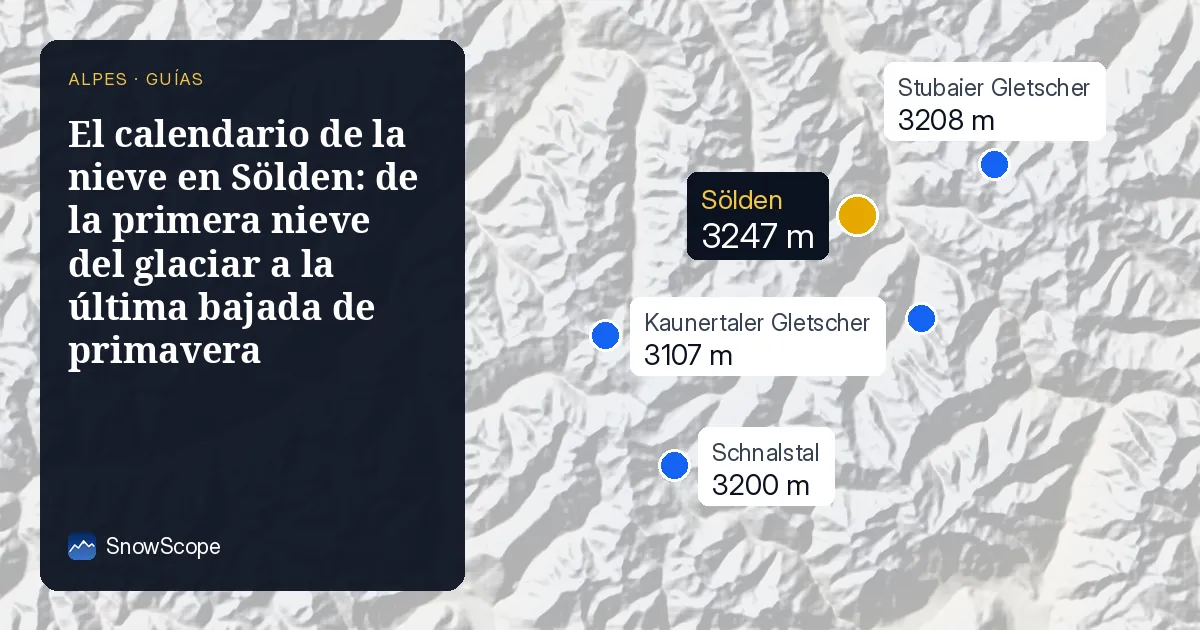 ALPES · GUÍAS
El calendario de la
nieve en Sölden: de
la primera nieve
del glaciar a la
última bajada de
primavera
SnowScope
Stubaier Gletscher
3208 m
Sölden
3247 m
Kaunertaler Gletscher
3107 m
Schnalstal
3200 m